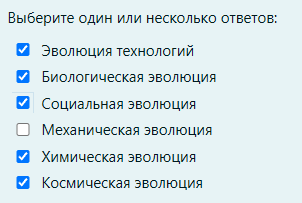 Выберите один или несколько ответов:
Эволюция технологий
Биологическая эволюция
Социальная эволюция
Механическая эволюция
Химическая эволюция
Космическая эволюция